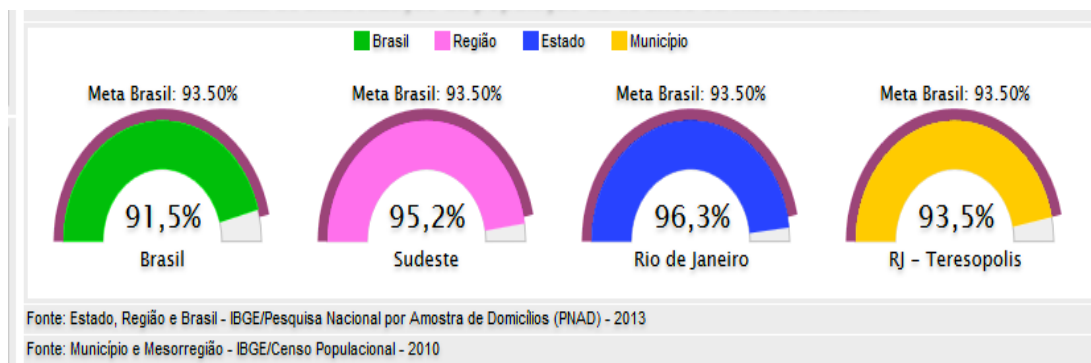 Brasil Região Estado Município
Meta Brasil: 93.50% Meta Brasil: 93.50% Meta Brasil: 93.50% Meta Brasil: 93.50%
91,5% 95,2% 96,3% 93,5%
Brasil Sudeste Rio de Janeiro RJ - Teresopolis
Fonte: Estado, Região e Brasil - IBGE/Pesquisa Nacional por Amostra de Domicílios (PNAD) - 2013
Fonte: Município e Mesorregião - IBGE/Censo Populacional - 2010